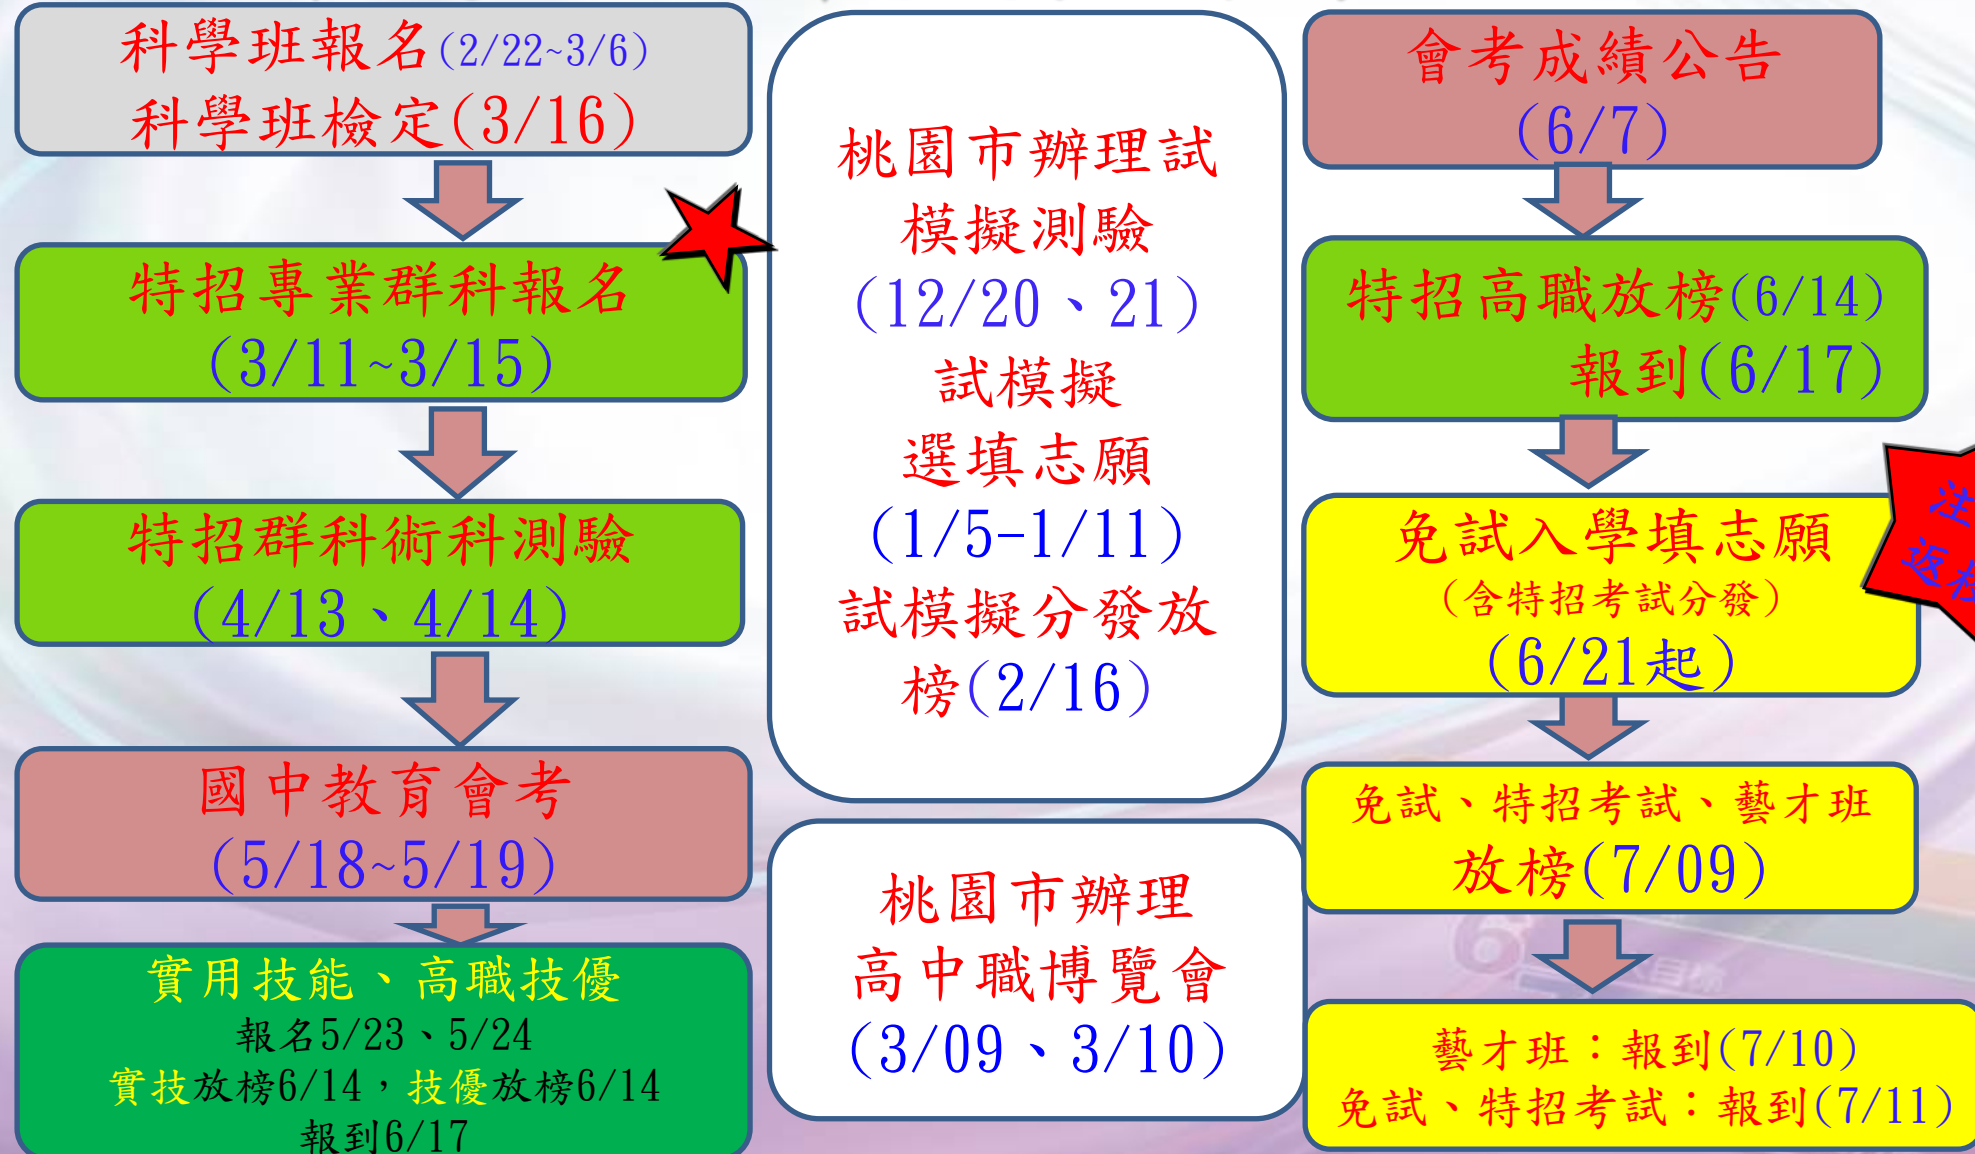 科學班報名(2/22~3/6)
科學班檢定(3/16)
特招專業群科報名
(3/11~3/15)
特招群科術科測驗
(4/13、4/14)
國中教育會考
(5/18~5/19)
實用技能、高職技優
報名5/23、5/24
實技放榜6/14，技優放榜6/14
報到6/17
桃園市辦理試
模擬測驗
(12/20、21)
試模擬
選填志願
(1/5-1/11)
試模擬分發放
榜(2/16)
桃園市辦理
高中職博覽會
(3/09、3/10)
會考成績公告
(6/7)
特招高職放榜(6/14)
報到(6/17)
免試入學填志願
(含特招考試分發)
(6/21起)
注
返校
免試、特招考試、藝才班
放榜(7/09)
藝才班：報到(7/10)
免試、特招考試：報到(7/11)